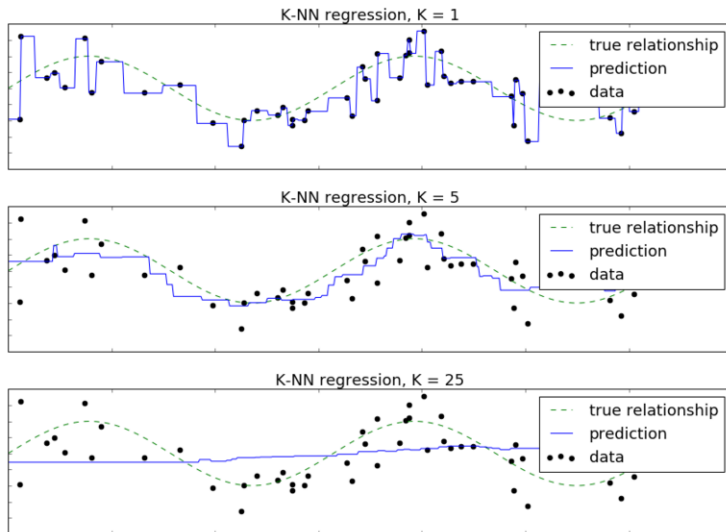 K-NN regression, K = 1
true relationship
prediction
data
K-NN regression, K = 5
true relationship
prediction
data
K-NN regression, K = 25
true relationship
prediction
data